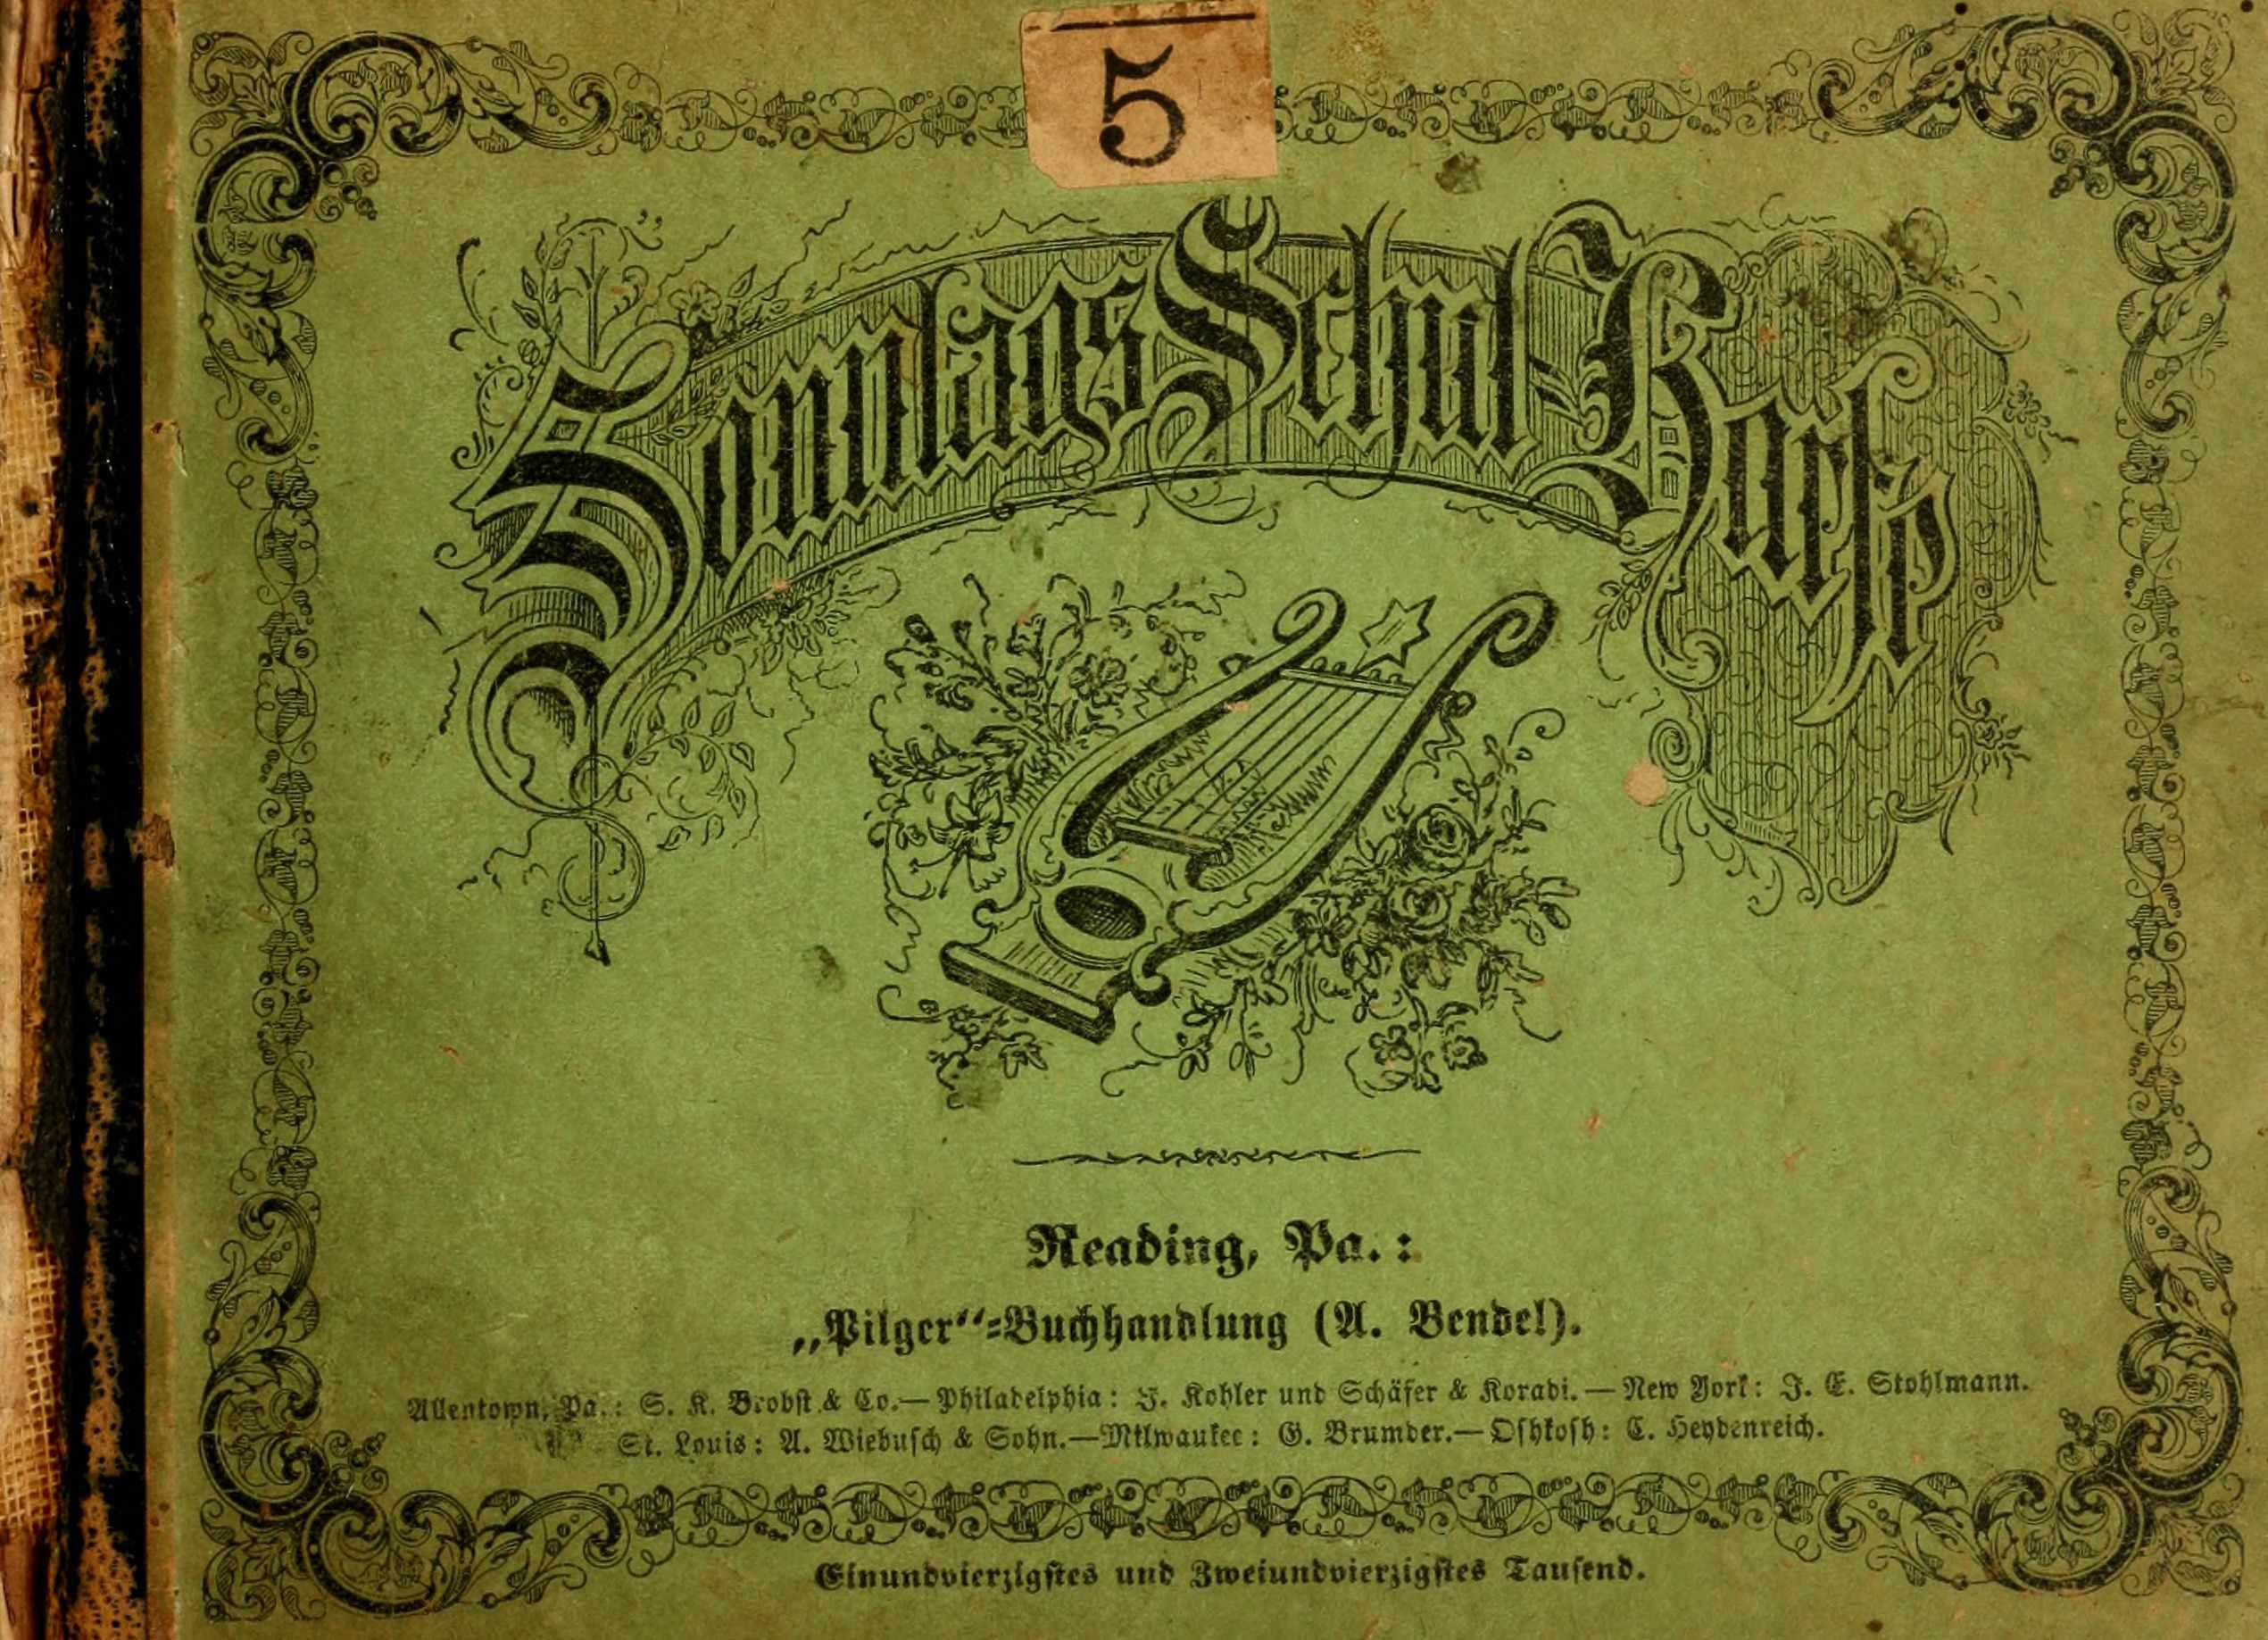 5
Sonntags Schul-Harfe
Reading, Pa.:
„Pilger“=Buchhandlung (A. Bendel).
Allentown, Pa.: S. K. Brobst & Co.—Philadelphia: J. Kohler und Schäfer & Koradi.—New York: J. E. Stohlmann.
St. Louis: A. Wiebusch & Sohn.—Milwaukee: G. Brumder.—Oshkosh: C. Heydenreich.
Einundvierzigstes und Zweiundvierzigstes Tausend.